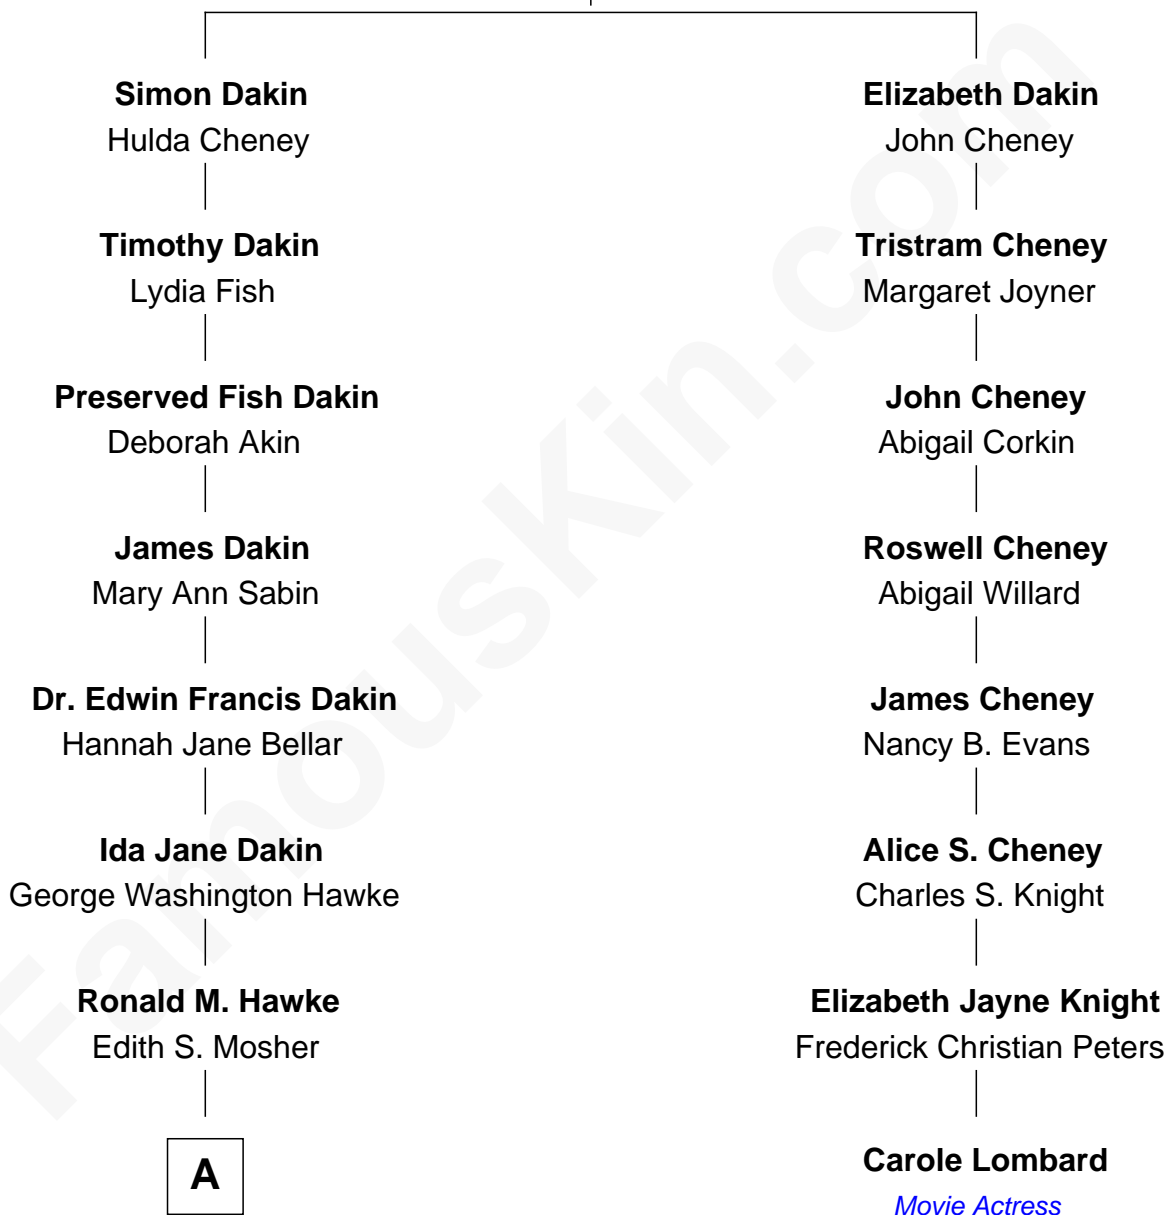 Simon Dakin
Hulda Cheney
Timothy Dakin
Lydia Fish
Preserved Fish Dakin
Deborah Akin
James Dakin
Mary Ann Sabin
Dr. Edwin Francis Dakin
Hannah Jane Bellar
Ida Jane Dakin
George Washington Hawke
Ronald M. Hawke
Edith S. Mosher
A
Elizabeth Dakin
John Cheney
Tristram Cheney
Margaret Joyner
John Cheney
Abigail Corkin
Roswell Cheney
Abigail Willard
James Cheney
Nancy B. Evans
Alice S. Cheney
Charles S. Knight
Elizabeth Jayne Knight
Frederick Christian Peters
Carole Lombard
Movie Actress
FamousKin.com